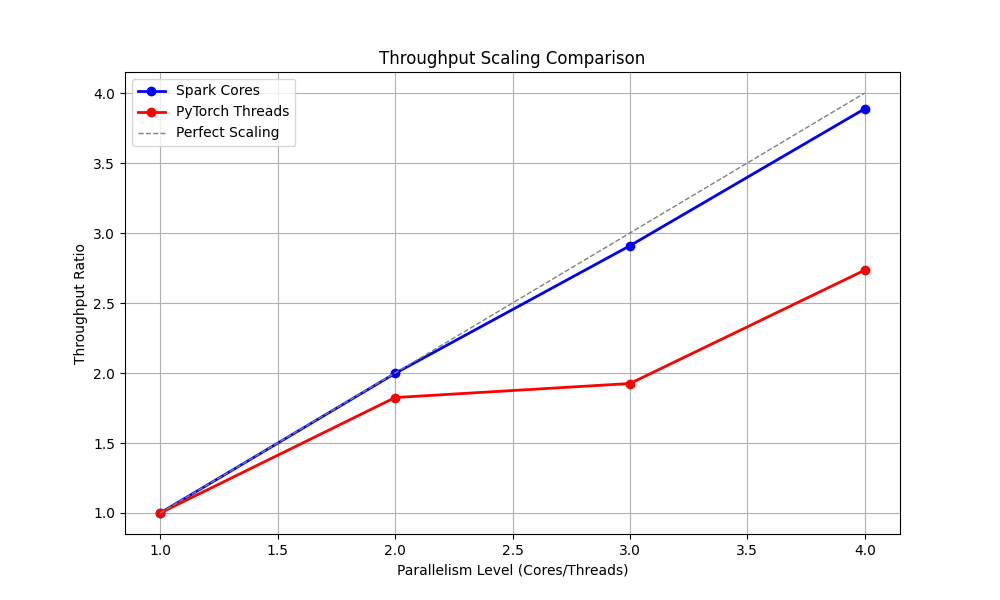 Throughput Scaling Comparison
Spark Cores
PyTorch Threads
Perfect Scaling
Throughput Ratio
4.0
3.5
3.0
2.5
2.0
1.5
1.0
1.0 1.5 2.0 2.5 3.0 3.5 4.0
Parallelism Level (Cores/Threads)